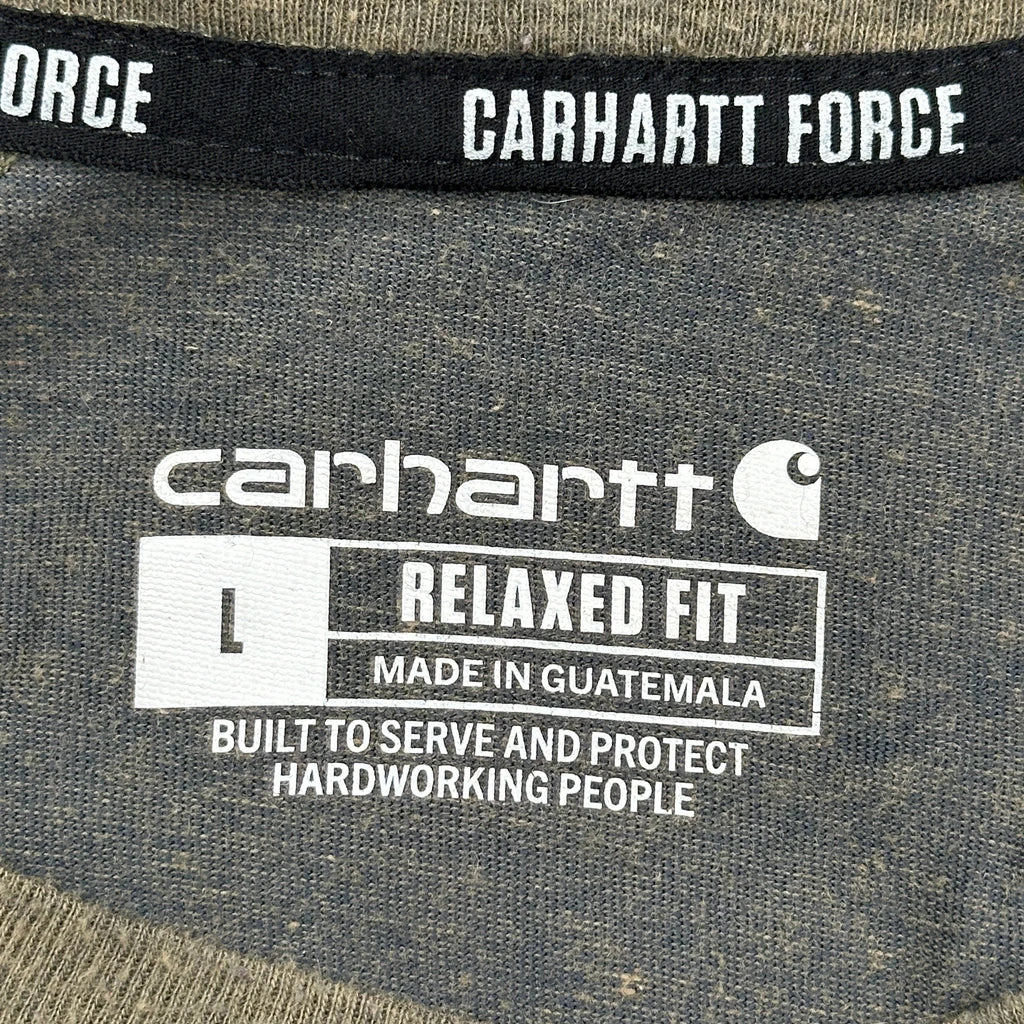 ORCE CARHARTT FORCE
carhartt
L
RELAXED FIT
MADE IN GUATEMALA
BUILT TO SERVE AND PROTECT
HARDWORKING PEOPLE